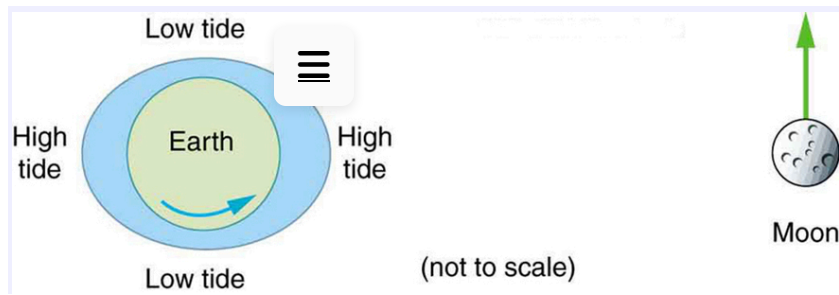 Low tide
High
tide
Earth
High
tide
Moon
(not to scale)
Low tide